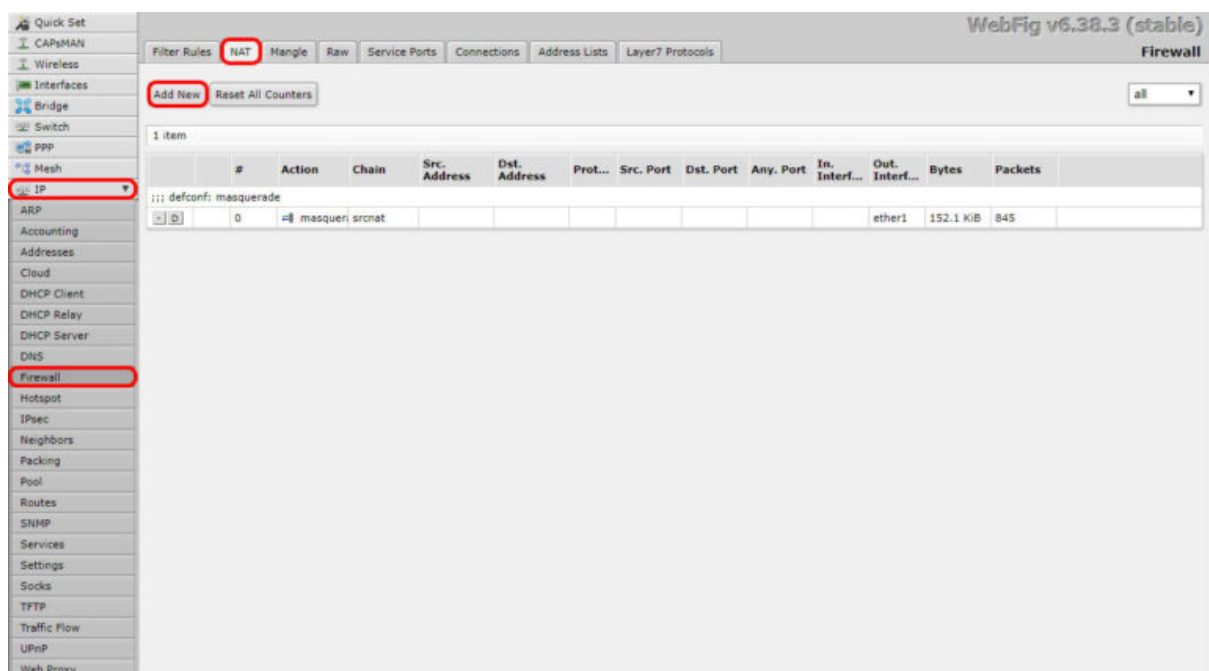 Quick Set
CAPsMAN
Wireless
Interfaces
Bridge
Switch
PPP
Mesh
IP
ARP
Accounting
Addresses
Cloud
DHCP Client
DHCP Relay
DHCP Server
DNS
Firewall
Hotspot
IPsec
Neighbors
Packing
Pool
Routes
SNMP
Services
Settings
Socks
TFTP
Traffic Flow
UPnP
Web Proxy
WebFig v6.38.3 (stable)
Filter Rules NAT Mangle Raw Service Ports Connections Address Lists Layer7 Protocols Firewall
Add New Reset All Counters all
1 item
# Action Chain Src. Address Dst. Address Prot... Src. Port Dst. Port Any. Port In. Interf... Out. Interf... Bytes Packets
;;; defconf: masquerade
- D 0 masquer srcnat ether1 152.1 KiB 845